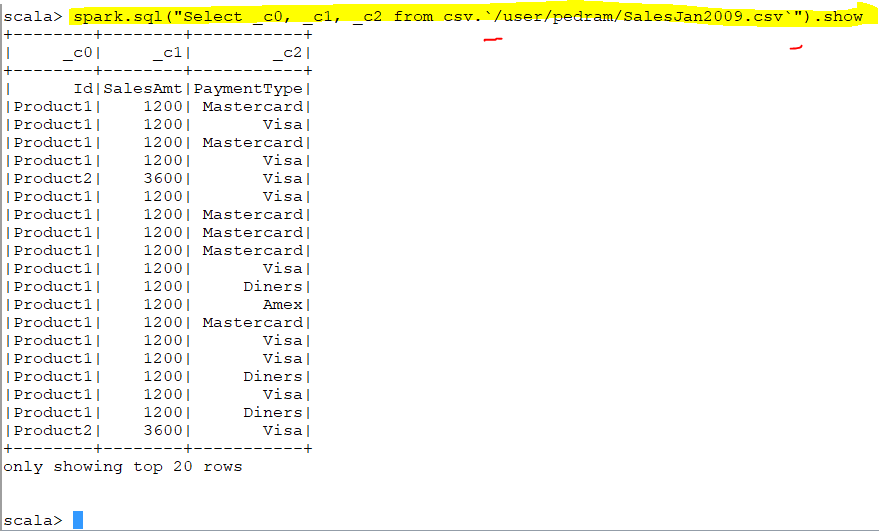 scala> spark.sql("Select _c0, _c1, _c2 from csv.`/user/pedram/SalesJan2009.csv`").show
+--------+--------+-----------+
|     _c0|     _c1|        _c2|
+--------+--------+-----------+
|      Id|SalesAmt|PaymentType|
|Product1|    1200| Mastercard|
|Product1|    1200|       Visa|
|Product1|    1200| Mastercard|
|Product1|    1200|       Visa|
|Product2|    3600|       Visa|
|Product1|    1200|       Visa|
|Product1|    1200| Mastercard|
|Product1|    1200| Mastercard|
|Product1|    1200| Mastercard|
|Product1|    1200|       Visa|
|Product1|    1200|     Diners|
|Product1|    1200|       Amex|
|Product1|    1200| Mastercard|
|Product1|    1200|       Visa|
|Product1|    1200|       Visa|
|Product1|    1200|     Diners|
|Product1|    1200|       Visa|
|Product1|    1200|     Diners|
|Product2|    3600|       Visa|
+--------+--------+-----------+
only showing top 20 rows
scala>